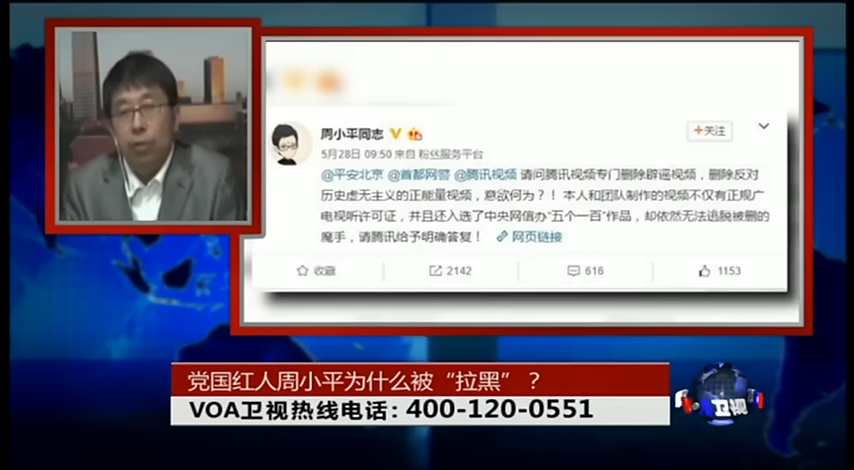 周小平同志
+关注
5月28日 09:50 来自 粉丝服务平台
@平安北京 @首都网警 @腾讯视频 请问腾讯视频专门删除辟谣视频，删除反对
历史虚无主义的正能量视频，意欲何为？！本人和团队制作的视频不仅有正规广
电视听许可证，并且还入选了中央网信办“五个一百”作品，却依然无法逃脱被删的
魔手，请腾讯给予明确答复！ 网页链接
收藏 2142 616 1153
党国红人周小平为什么被“拉黑”？
VOA卫视热线电话: 400-120-0551
卫视